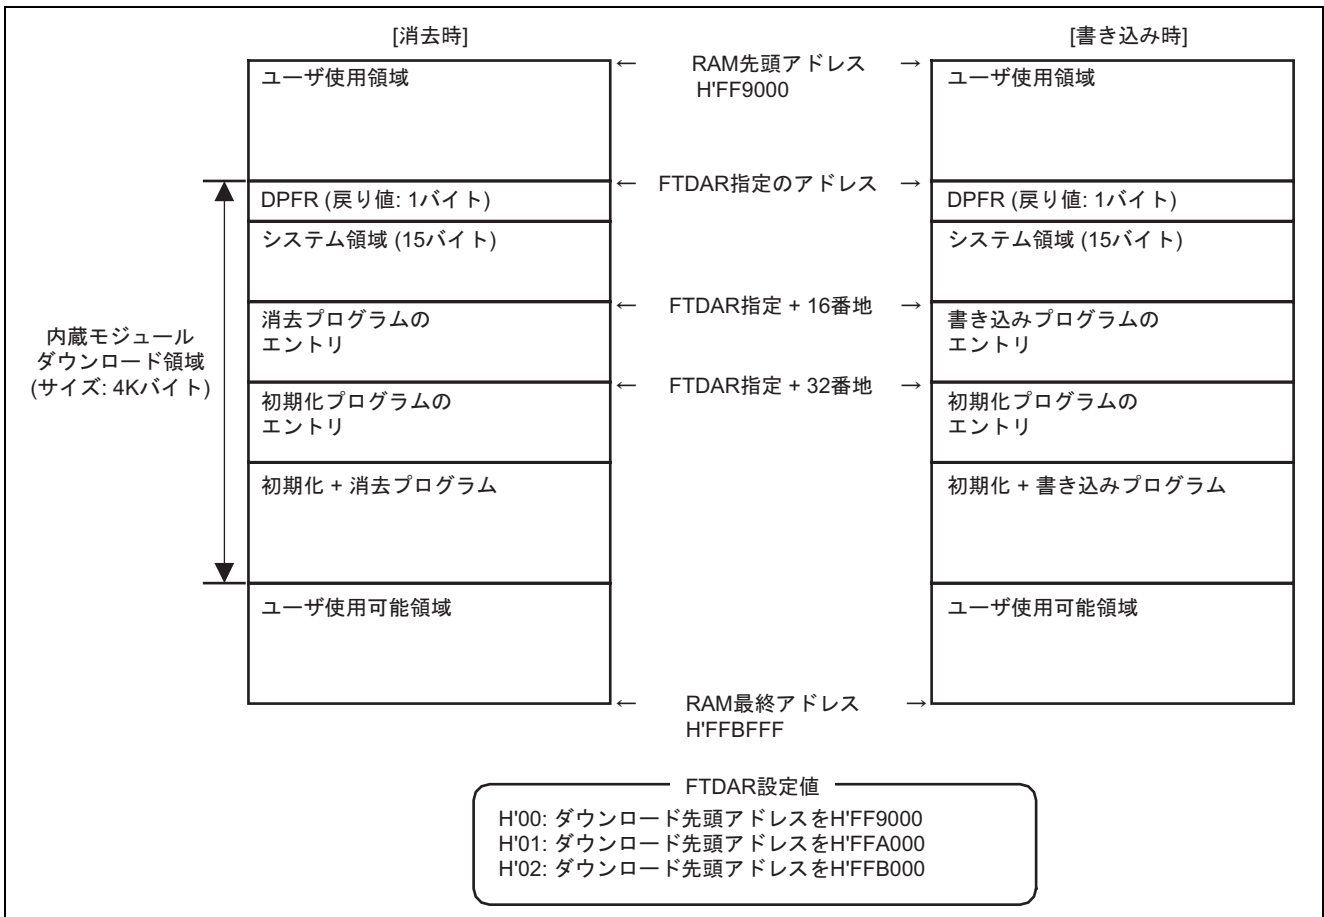 [消去時]
[書き込み時]
ユーザ使用領域
← RAM先頭アドレス →
H'FF9000
ユーザ使用領域
← FTDAR指定のアドレス →
DPFR (戻り値: 1バイト)
DPFR (戻り値: 1バイト)
システム領域 (15バイト)
システム領域 (15バイト)
← FTDAR指定 + 16番地 →
消去プログラムの
エントリ
書き込みプログラムの
エントリ
内蔵モジュール
ダウンロード領域
(サイズ: 4Kバイト)
← FTDAR指定 + 32番地 →
初期化プログラムの
エントリ
初期化プログラムの
エントリ
初期化 + 消去プログラム
初期化 + 書き込みプログラム
ユーザ使用可能領域
ユーザ使用可能領域
← RAM最終アドレス →
H'FFBFFF
FTDAR設定値
H'00: ダウンロード先頭アドレスをH'FF9000
H'01: ダウンロード先頭アドレスをH'FFA000
H'02: ダウンロード先頭アドレスをH'FFB000